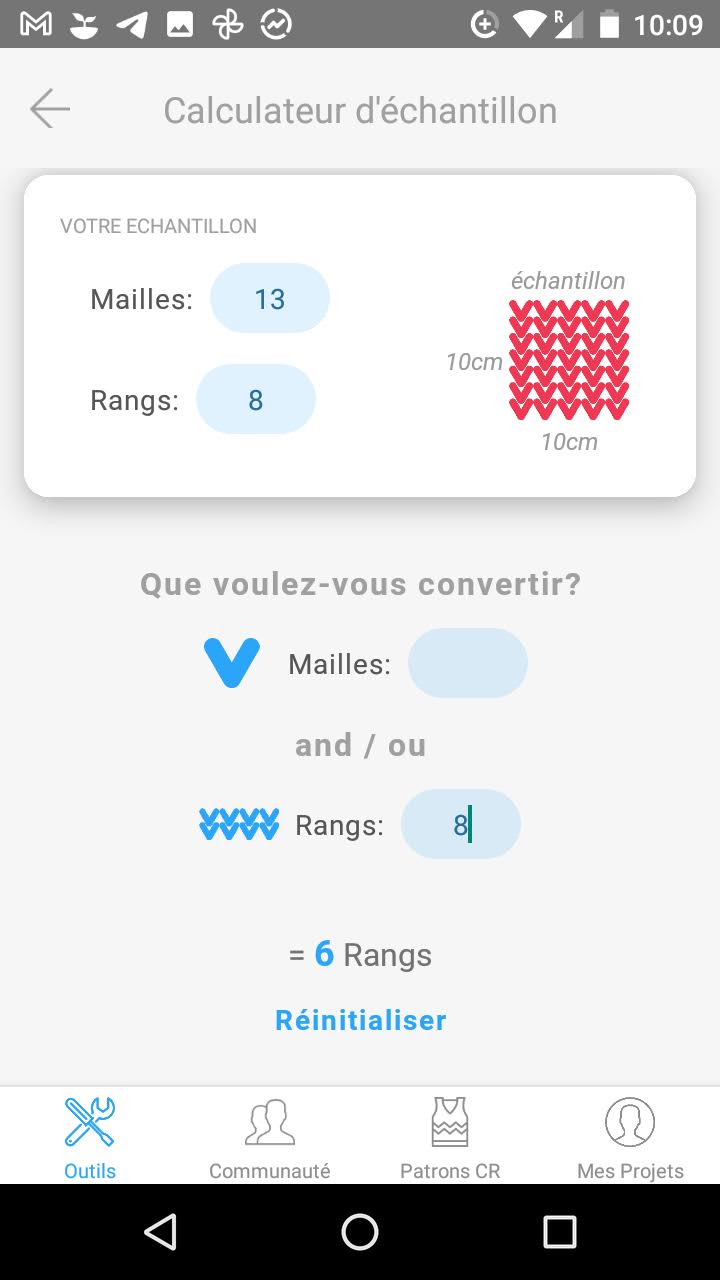 R 10:09
Calculateur d'échantillon
VOTRE ECHANTILLON
Mailles: 13
échantillon
10cm
Rangs: 8
10cm
Que voulez-vous convertir?
Mailles:
and / ou
Rangs: 8
= 6 Rangs
Réinitialiser
Outils Communauté Patrons CR Mes Projets